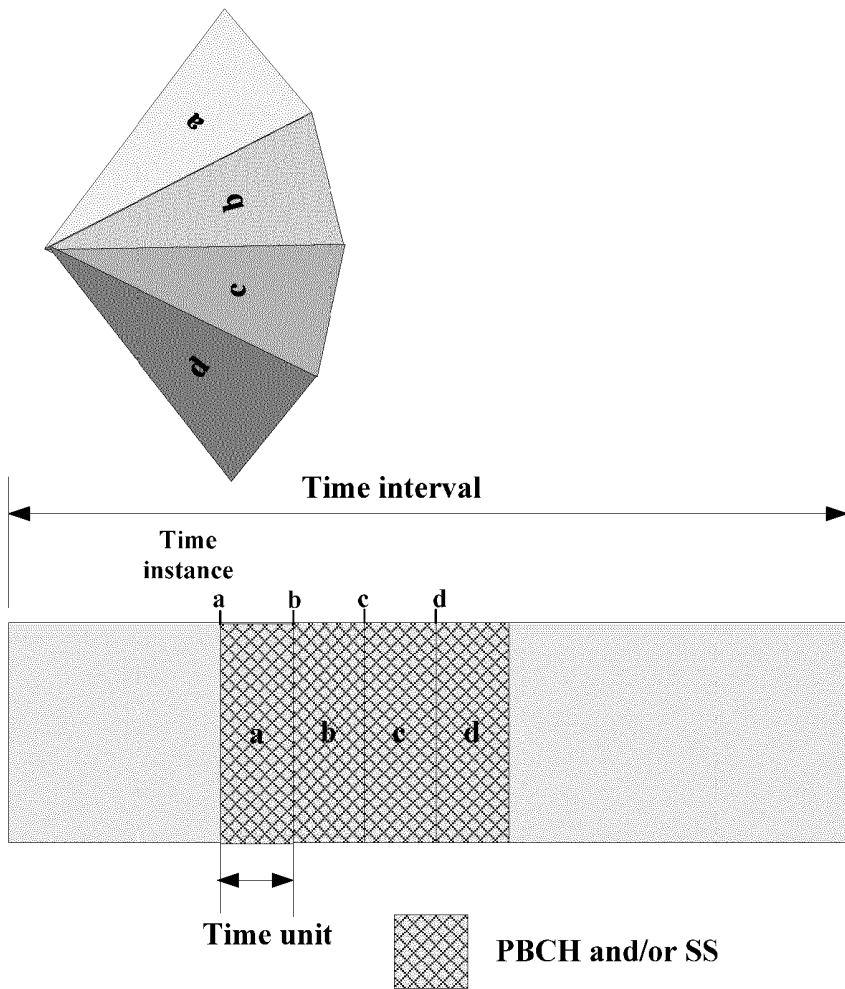 a
b
c
d
Time interval
Time
instance
a b c d
a b c d
Time unit
PBCH and/or SS